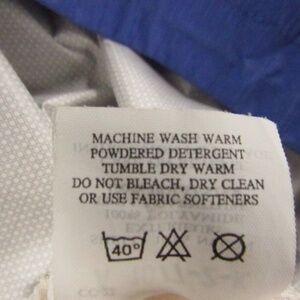 MACHINE WASH WARM
POWDERED DETERGENT
TUMBLE DRY WARM
DO NOT BLEACH, DRY CLEAN
OR USE FABRIC SOFTENERS
40°